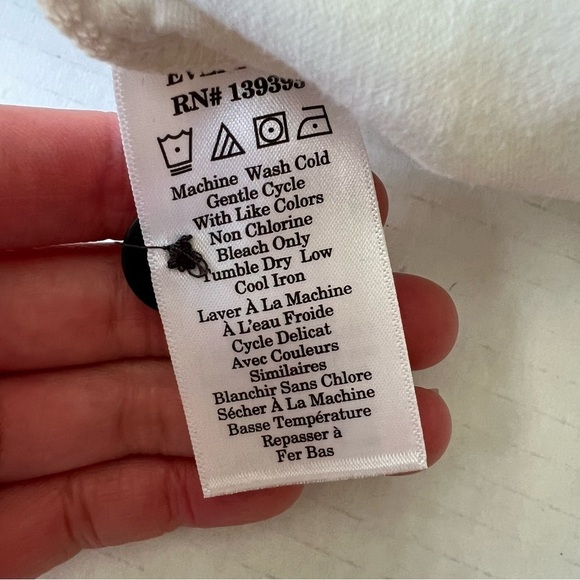 RN# 139393
Machine Wash Cold
Gentle Cycle
With Like Colors
Non Chlorine
Bleach Only
Tumble Dry Low
Cool Iron
Laver À La Machine
À L'eau Froide
Cycle Delicat
Avec Couleurs
Similaires
Blanchir Sans Chlore
Sécher À La Machine
Basse Température
Repasser à
Fer Bas